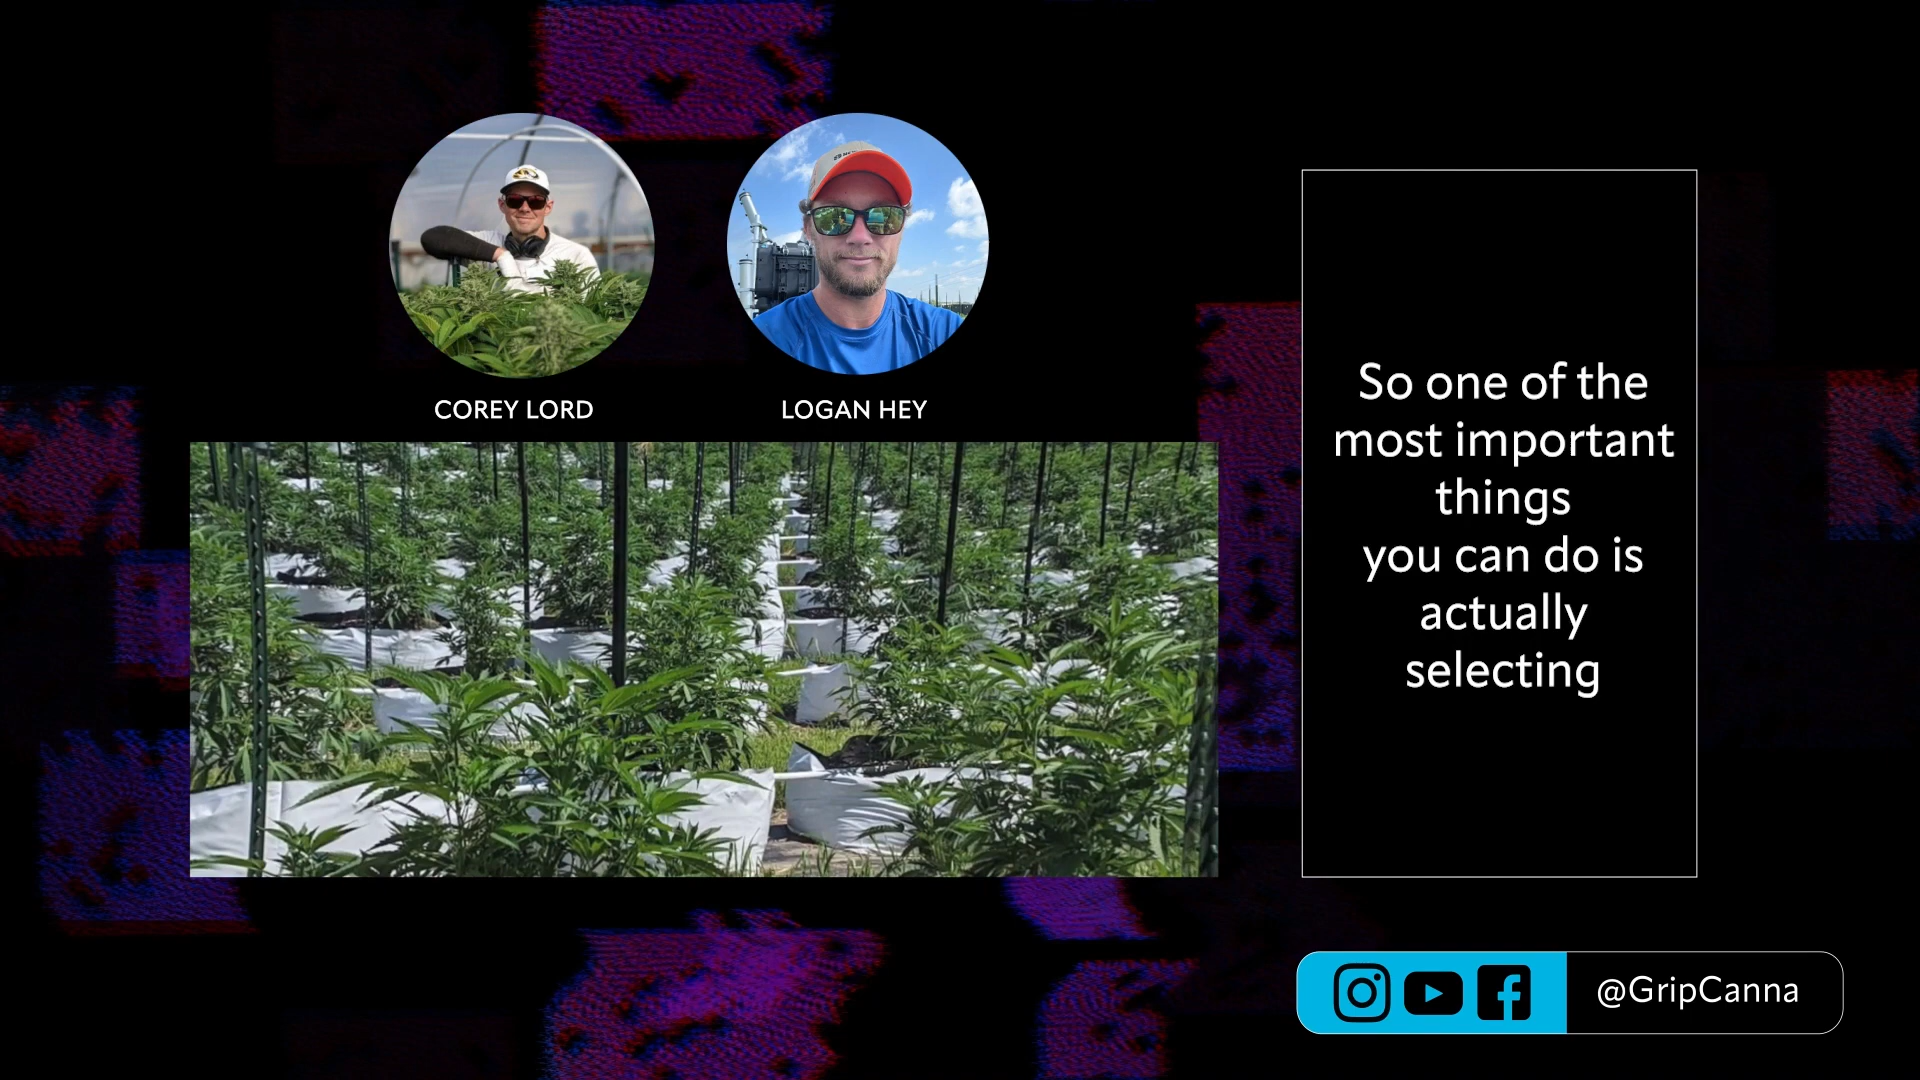 COREY LORD
LOGAN HEY
So one of the
most important
things
you can do is
actually
selecting
@GripCanna